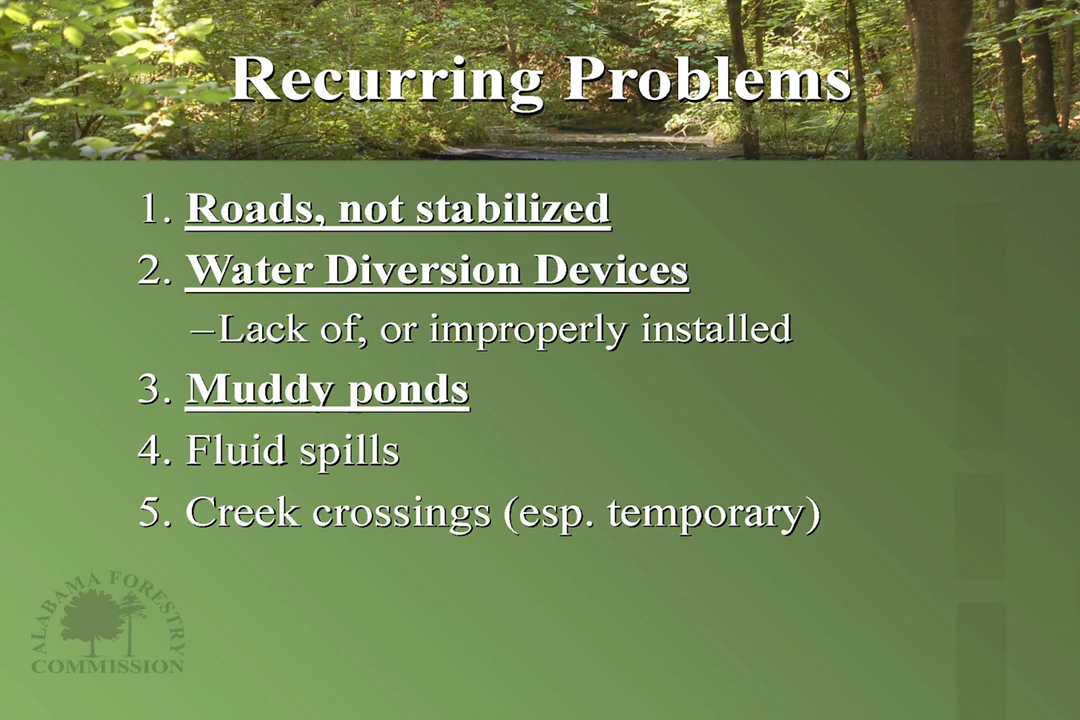 Recurring Problems
1. Roads, not stabilized
2. Water Diversion Devices
–Lack of, or improperly installed
3. Muddy ponds
4. Fluid spills
5. Creek crossings (esp. temporary)
ALABAMA FORESTRY
COMMISSION